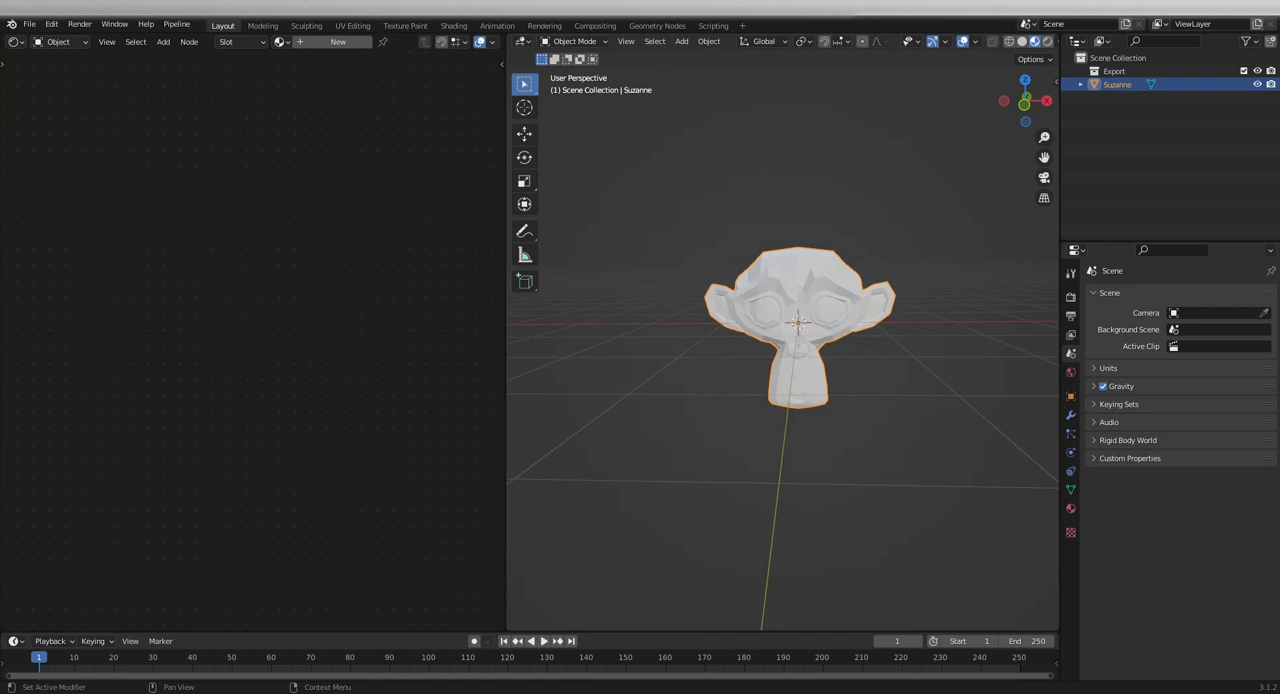 File Edit Render Window Help Pipeline Layout Modeling Sculpting UV Editing Texture Paint Shading Animation Rendering Compositing Geometry Nodes Scripting Scene ViewLayer
Object View Select Add Node Slot New Object Mode View Select Add Object Global
Options
User Perspective
(1) Scene Collection | Suzanne
Scene Collection
Export
Suzanne
X
Z
Scene
Scene
Camera
Background Scene
Active Clip
Units
Gravity
Keying Sets
Audio
Rigid Body World
Custom Properties
Playback Keying View Marker 1 Start 1 End 250
1 10 20 30 40 50 60 70 80 90 100 110 120 130 140 150 160 170 180 190 200 210 220 230 240 250
Set Active Modifier Pan View Context Menu 3.1.2